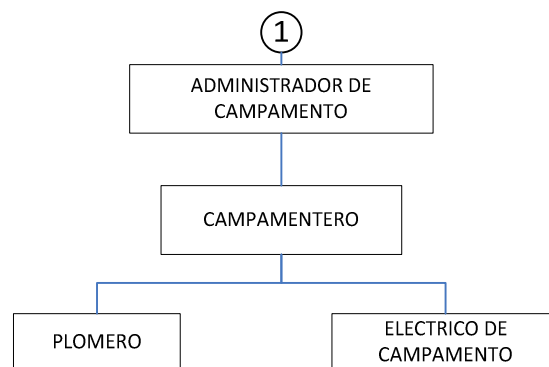 1
ADMINISTRADOR DE
CAMPAMENTO
CAMPAMENTERO
PLOMERO
ELECTRICO DE
CAMPAMENTO